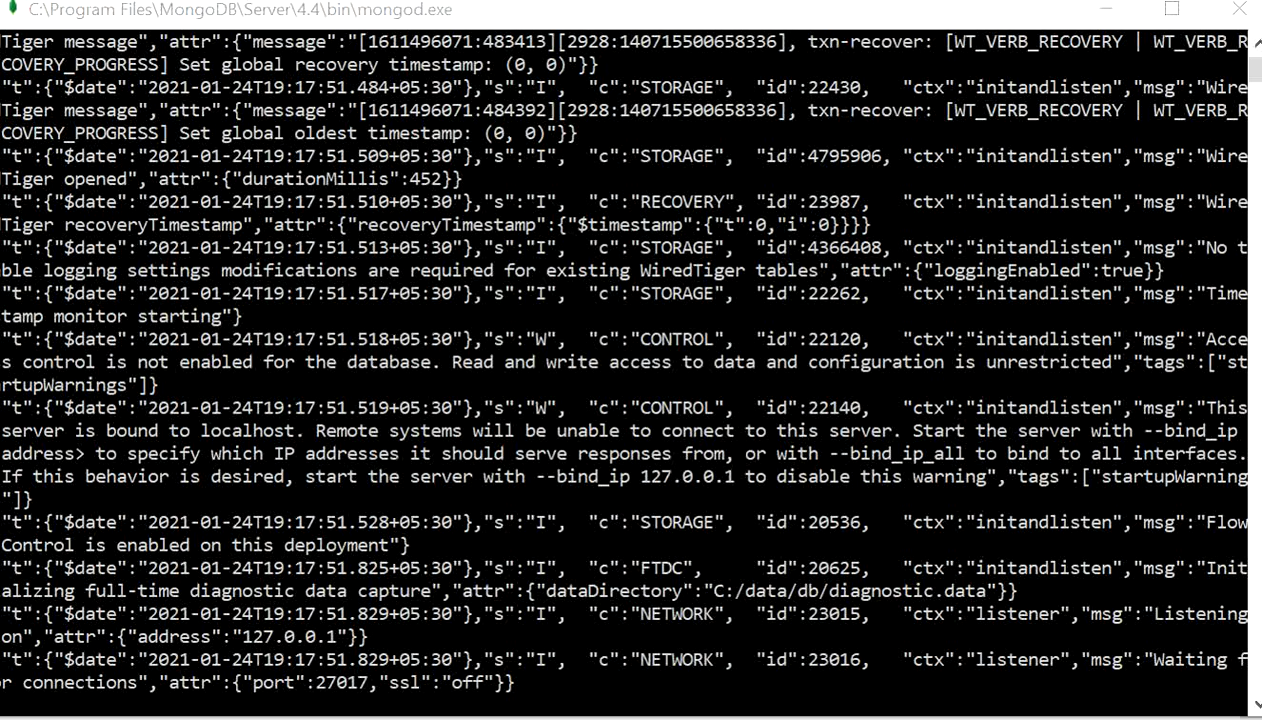 C:\Program Files\MongoDB\Server\4.4\bin\mongod.exe
Tiger message","attr":{"message":"[1611496071:483413][2928:140715500658336], txn-recover: [WT_VERB_RECOVERY | WT_VERB_R
COVERY_PROGRESS] Set global recovery timestamp: (0, 0)"}}
"t":{"$date":"2021-01-24T19:17:51.484+05:30"},"s":"I",  "c":"STORAGE",  "id":22430,   "ctx":"initandlisten","msg":"Wire
Tiger message","attr":{"message":"[1611496071:484392][2928:140715500658336], txn-recover: [WT_VERB_RECOVERY | WT_VERB_R
COVERY_PROGRESS] Set global oldest timestamp: (0, 0)"}}
"t":{"$date":"2021-01-24T19:17:51.509+05:30"},"s":"I",  "c":"STORAGE",  "id":4795906, "ctx":"initandlisten","msg":"Wire
Tiger opened","attr":{"durationMillis":452}}
"t":{"$date":"2021-01-24T19:17:51.510+05:30"},"s":"I",  "c":"RECOVERY", "id":23987,   "ctx":"initandlisten","msg":"Wire
Tiger recoveryTimestamp","attr":{"recoveryTimestamp":{"$timestamp":{"t":0,"i":0}}}}
"t":{"$date":"2021-01-24T19:17:51.513+05:30"},"s":"I",  "c":"STORAGE",  "id":4366408, "ctx":"initandlisten","msg":"No t
ble logging settings modifications are required for existing WiredTiger tables","attr":{"loggingEnabled":true}}
"t":{"$date":"2021-01-24T19:17:51.517+05:30"},"s":"I",  "c":"STORAGE",  "id":22262,   "ctx":"initandlisten","msg":"Time
tamp monitor starting"}
"t":{"$date":"2021-01-24T19:17:51.518+05:30"},"s":"W",  "c":"CONTROL",  "id":22120,   "ctx":"initandlisten","msg":"Acce
s control is not enabled for the database. Read and write access to data and configuration is unrestricted","tags":["st
rtupWarnings"]}
"t":{"$date":"2021-01-24T19:17:51.519+05:30"},"s":"W",  "c":"CONTROL",  "id":22140,   "ctx":"initandlisten","msg":"This
server is bound to localhost. Remote systems will be unable to connect to this server. Start the server with --bind_ip
address> to specify which IP addresses it should serve responses from, or with --bind_ip_all to bind to all interfaces.
If this behavior is desired, start the server with --bind_ip 127.0.0.1 to disable this warning","tags":["startupWarning
"]}
"t":{"$date":"2021-01-24T19:17:51.528+05:30"},"s":"I",  "c":"STORAGE",  "id":20536,   "ctx":"initandlisten","msg":"Flow
Control is enabled on this deployment"}
"t":{"$date":"2021-01-24T19:17:51.825+05:30"},"s":"I",  "c":"FTDC",     "id":20625,   "ctx":"initandlisten","msg":"Init
alizing full-time diagnostic data capture","attr":{"dataDirectory":"C:/data/db/diagnostic.data"}}
"t":{"$date":"2021-01-24T19:17:51.829+05:30"},"s":"I",  "c":"NETWORK",  "id":23015,   "ctx":"listener","msg":"Listening
on","attr":{"address":"127.0.0.1"}}
"t":{"$date":"2021-01-24T19:17:51.829+05:30"},"s":"I",  "c":"NETWORK",  "id":23016,   "ctx":"listener","msg":"Waiting f
r connections","attr":{"port":27017,"ssl":"off"}}